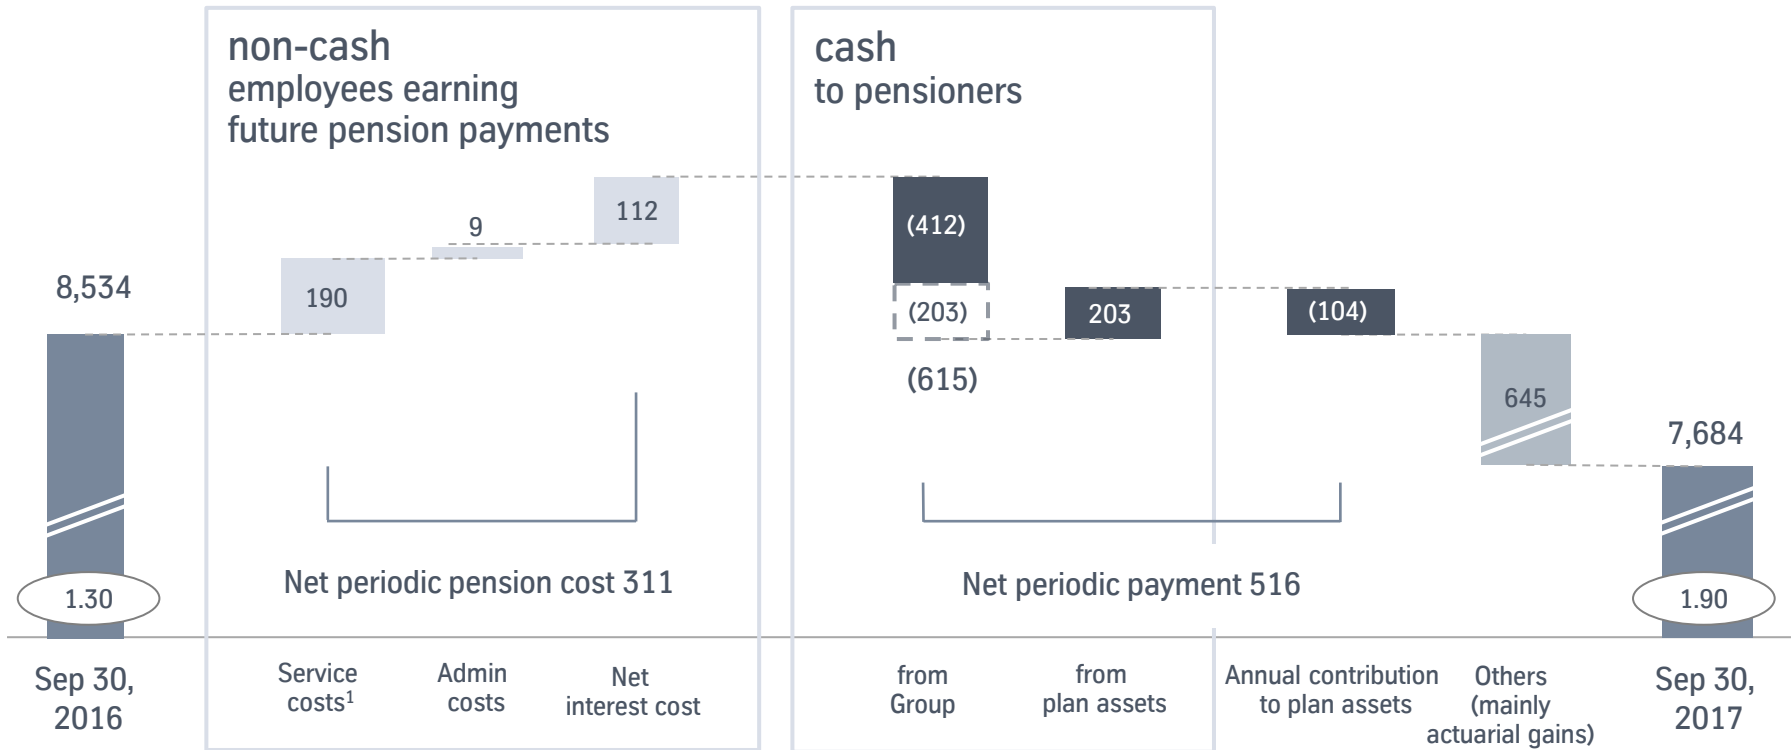 non-cash
employees earning
future pension payments
cash
to pensioners
8,534
190
9
112
(412)
(203)
(615)
203
(104)
645
7,684
Net periodic pension cost 311
Net periodic payment 516
1.30
1.90
Sep 30,
2016
Service
costs1
Admin
costs
Net
interest cost
from
Group
from
plan assets
Annual contribution
to plan assets
Others
(mainly
actuarial gains)
Sep 30,
2017